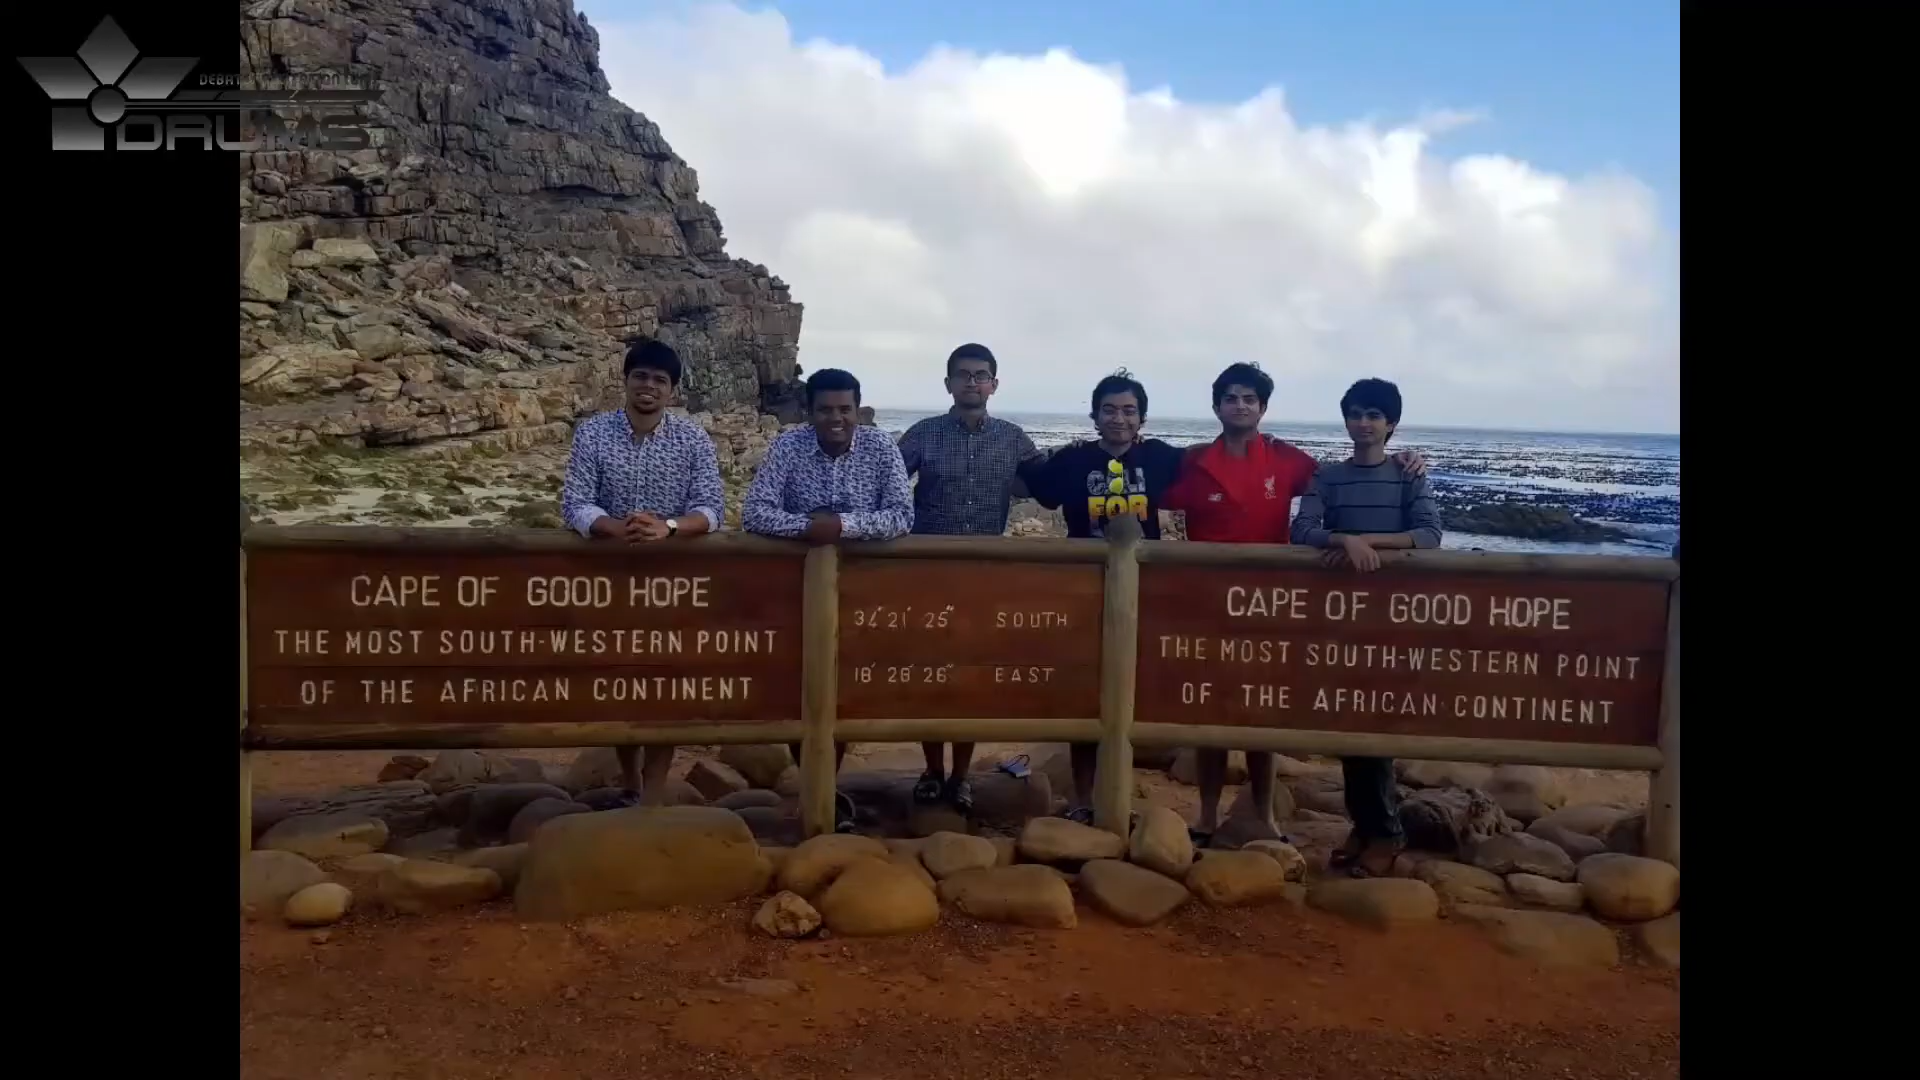 DRUMS
CALL
FOR
CAPE OF GOOD HOPE
THE MOST SOUTH-WESTERN POINT
OF THE AFRICAN CONTINENT
34° 21' 25" SOUTH
18° 28' 26" EAST
CAPE OF GOOD HOPE
THE MOST SOUTH-WESTERN POINT
OF THE AFRICAN CONTINENT